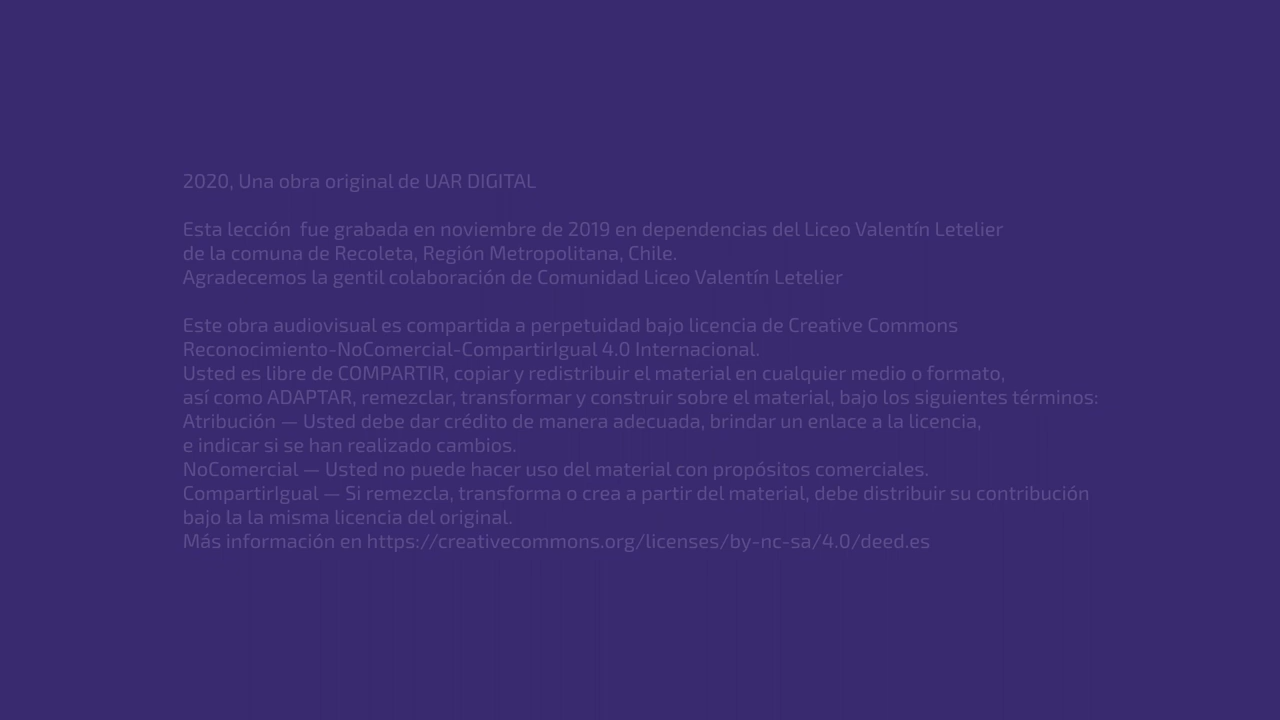 2020, Una obra original de UAR DIGITAL
Esta lección  fue grabada en noviembre de 2019 en dependencias del Liceo Valentín Letelier
de la comuna de Recoleta, Región Metropolitana, Chile.
Agradecemos la gentil colaboración de Comunidad Liceo Valentín Letelier
Este obra audiovisual es compartida a perpetuidad bajo licencia de Creative Commons
Reconocimiento-NoComercial-CompartirIgual 4.0 Internacional.
Usted es libre de COMPARTIR, copiar y redistribuir el material en cualquier medio o formato,
así como ADAPTAR, remezclar, transformar y construir sobre el material, bajo los siguientes términos:
Atribución — Usted debe dar crédito de manera adecuada, brindar un enlace a la licencia,
e indicar si se han realizado cambios.
NoComercial — Usted no puede hacer uso del material con propósitos comerciales.
CompartirIgual — Si remezcla, transforma o crea a partir del material, debe distribuir su contribución
bajo la la misma licencia del original.
Más información en https://creativecommons.org/licenses/by-nc-sa/4.0/deed.es